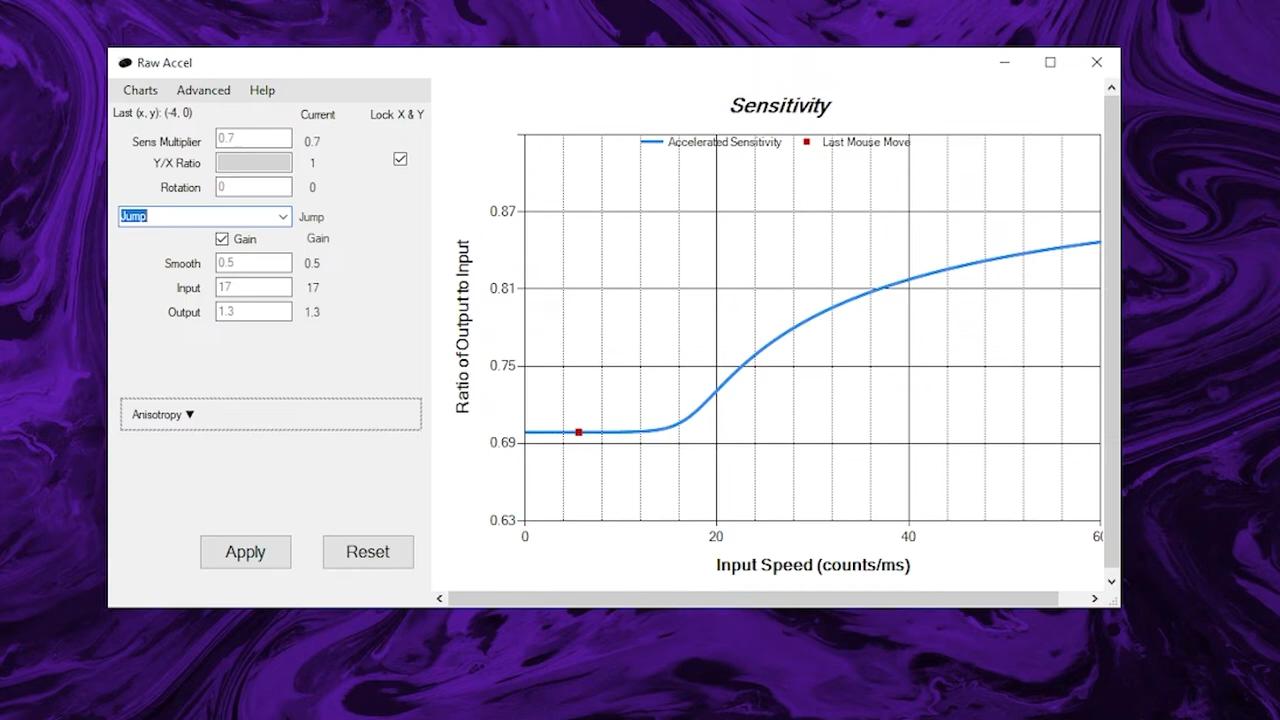 Raw Accel
Charts Advanced Help
Last (x, y): (-4, 0) Current Lock X & Y
Sens Multiplier 0.7 0.7
Y/X Ratio 1
Rotation 0 0
Jump Jump
Gain Gain
Smooth 0.5 0.5
Input 17 17
Output 1.3 1.3
Anisotropy ▼
Apply Reset
Sensitivity
Accelerated Sensitivity Last Mouse Move
Ratio of Output to Input
0.87
0.81
0.75
0.69
0.63
0 20 40 60
Input Speed (counts/ms)